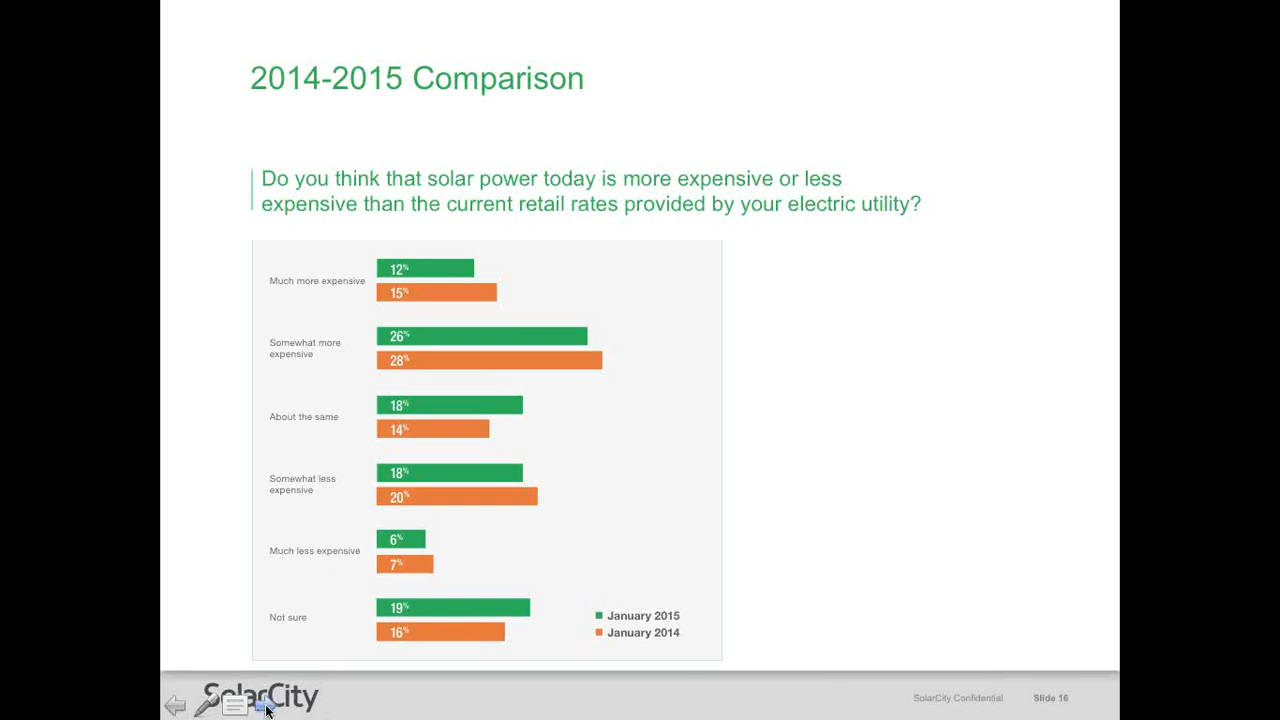 2014-2015 Comparison
Do you think that solar power today is more expensive or less
expensive than the current retail rates provided by your electric utility?
Much more expensive
12%
15%
Somewhat more
expensive
26%
28%
About the same
18%
14%
Somewhat less
expensive
18%
20%
Much less expensive
6%
7%
Not sure
19%
16%
January 2015
January 2014
SolarCity
SolarCity Confidential
Slide 16